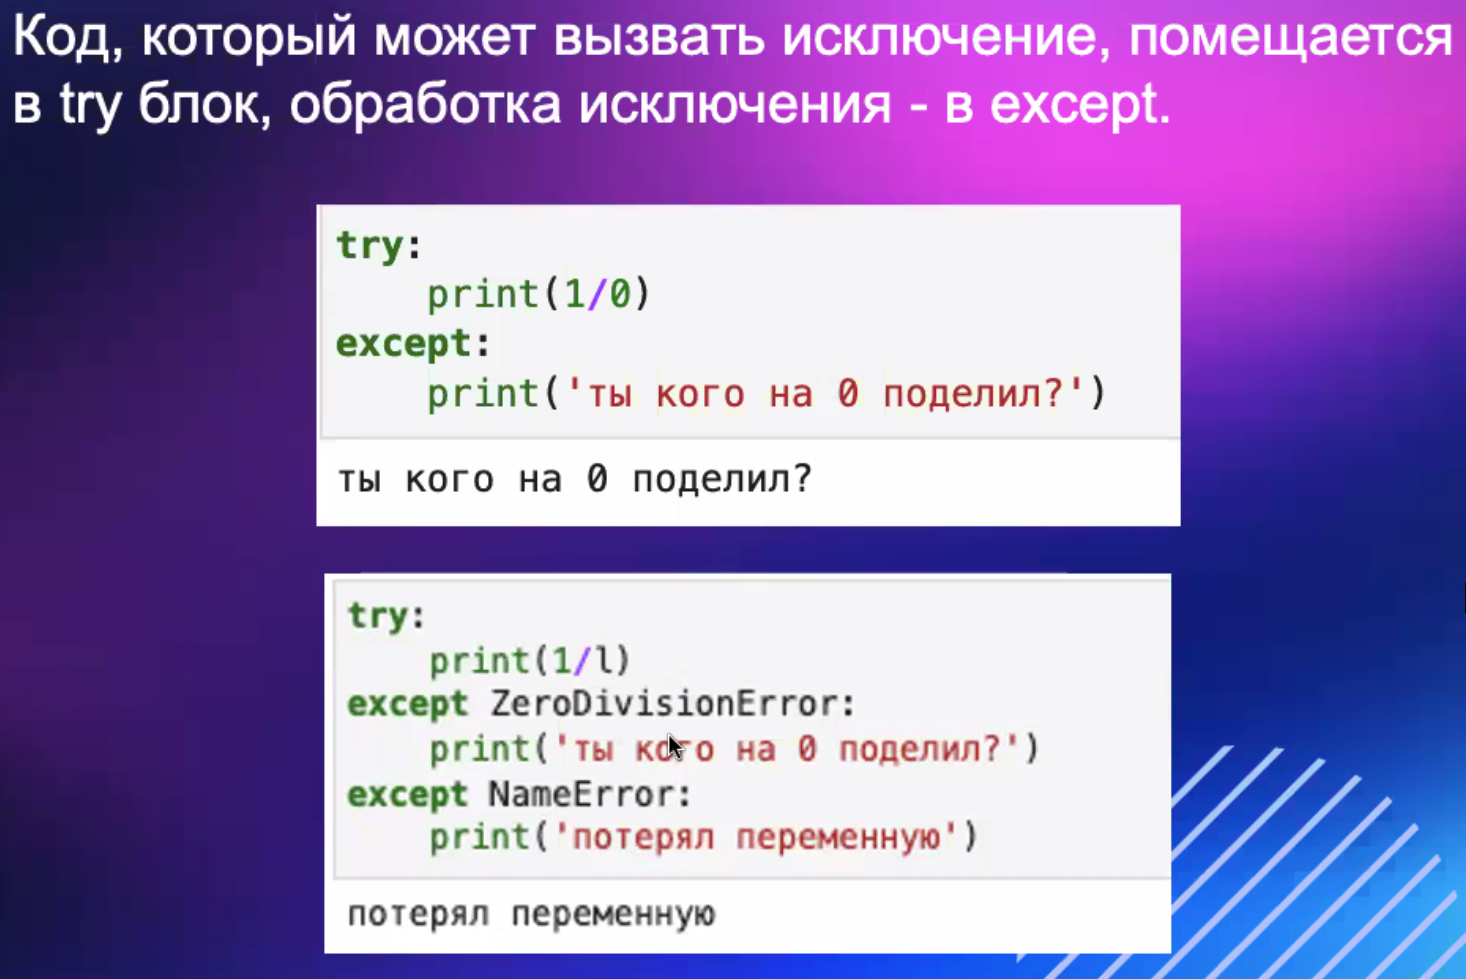 Код, который может вызвать исключение, помещается
в try блок, обработка исключения - в except.
try:
    print(1/0)
except:
    print('ты кого на 0 поделил?')
ты кого на 0 поделил?
try:
    print(1/l)
except ZeroDivisionError:
    print('ты кого на 0 поделил?')
except NameError:
    print('потерял переменную')
потерял переменную